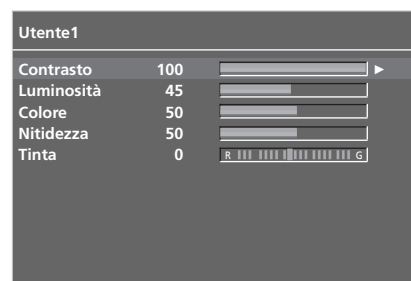 Utente1
Contrasto 100
Luminosità 45
Colore 50
Nitidezza 50
Tinta 0 R G